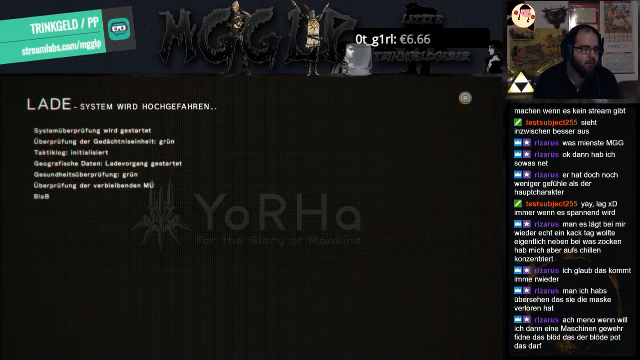 TRINKGELD / PP
streamlabs.com/mgglp
MGGLP
LETZTE
0t_g1rl: €6.66
TRINKGELDGEBER
LADE - SYSTEM WIRD HOCHGEFAHREN..
Systemüberprüfung wird gestartet
Überprüfung der Gedächtniseinheit: grün
Taktiklog: initialisiert
Geografische Daten: Ladevorgang gestartet
Gesundheitsüberprüfung: grün
Überprüfung der verbleibenden MÜ
BlaB
YoRHa
For the Glory of Mankind
machen wenn es kein stream gibt
testsubject255 sieht
inzwischen besser aus
rizarus was mienste MGG
rizarus ok dann hab ich
sowas net
rizarus er hat doch noch
weniger gefühle als der
hauptcharakter
testsubject255 yay, lag xD
immer wenn es spannend wird
rizarus man es lägt bei mir
wieder echt ein kack tag wollte
eigentlich neben bei was zocken
hab mich aber aufs chillen
konzentriert
rizarus ich glaub das kommt
imme rwieder
rizarus man ich habs
übersehen das sie die maske
verloren hat
rizarus ach meno wenn will
ich dann eine Maschinen gewehr
fidne das blöd das der blöde pot
das darf